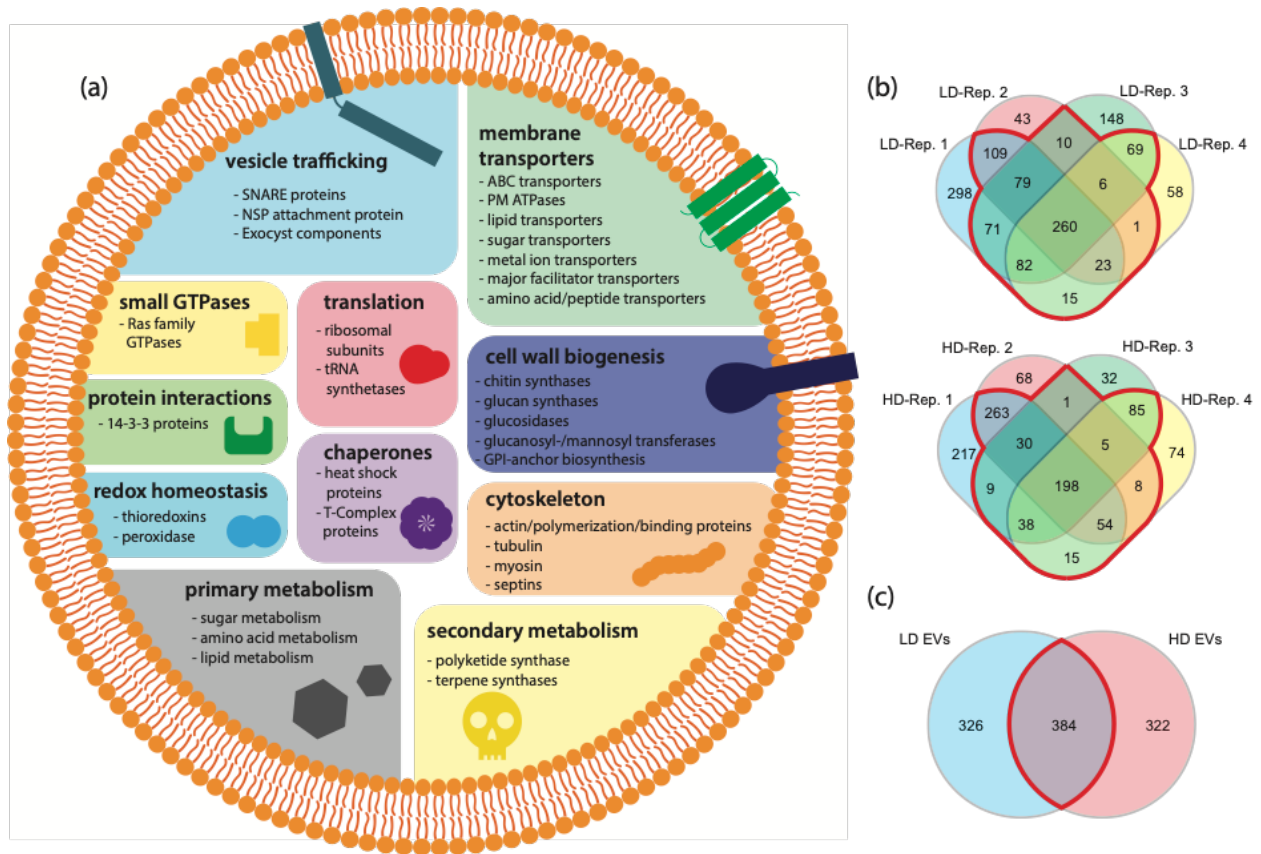 (a)
vesicle trafficking
- SNARE proteins
- NSP attachment protein
- Exocyst components
membrane
transporters
- ABC transporters
- PM ATPases
- lipid transporters
- sugar transporters
- metal ion transporters
- major facilitator transporters
- amino acid/peptide transporters
small GTPases
- Ras family
GTPases
translation
- ribosomal
subunits
- tRNA
synthetases
cell wall biogenesis
- chitin synthases
- glucan synthases
- glucosidases
- glucanosyl-/mannosyl transferases
- GPI-anchor biosynthesis
protein interactions
- 14-3-3 proteins
chaperones
- heat shock
proteins
- T-Complex
proteins
redox homeostasis
- thioredoxins
- peroxidase
cytoskeleton
- actin/polymerization/binding proteins
- tubulin
- myosin
- septins
primary metabolism
- sugar metabolism
- amino acid metabolism
- lipid metabolism
secondary metabolism
- polyketide synthase
- terpene synthases
(b)
LD-Rep. 2 LD-Rep. 3
LD-Rep. 1 LD-Rep. 4
43 148
109 10 69
298 79 6 58
71 260 1
82 23
15
HD-Rep. 2 HD-Rep. 3
HD-Rep. 1 HD-Rep. 4
68 32
263 1 85
217 30 5 74
9 198 8
38 54
15
(c)
LD EVs HD EVs
326 384 322